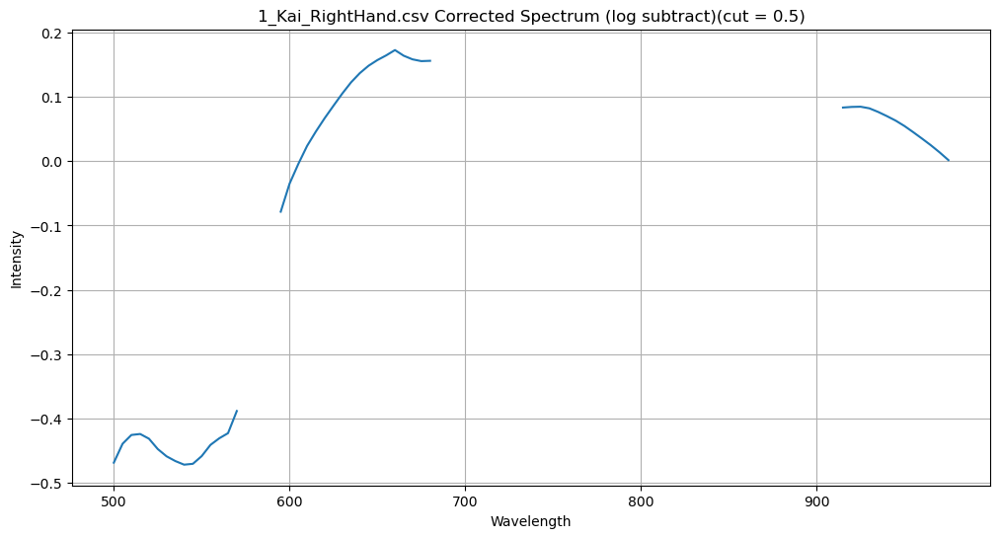 1_Kai_RightHand.csv Corrected Spectrum (log subtract)(cut = 0.5)
0.2
0.1
0.0
−0.1
−0.2
−0.3
−0.4
−0.5
Intensity
500 600 700 800 900
Wavelength